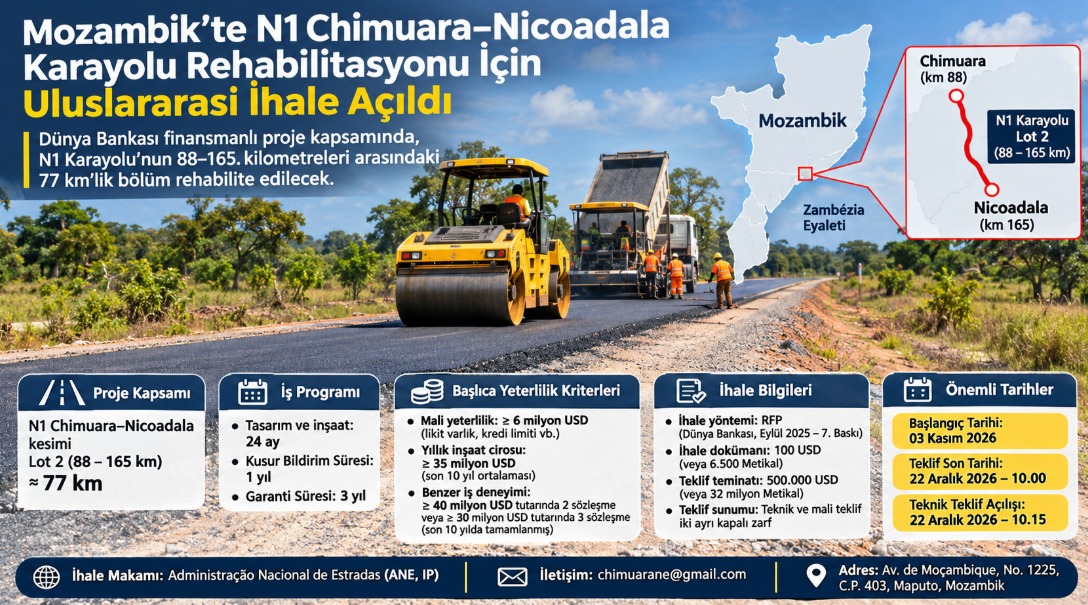 Mozambik'te N1 Chimuara–Nicoadala
Karayolu Rehabilitasyonu İçin
Uluslararası İhale Açıldı
Dünya Bankası finansmanlı proje kapsamında,
N1 Karayolu'nun 88–165. kilometreleri arasındaki
77 km'lik bölüm rehabilite edilecek.
Mozambik
Zambézia
Eyaleti
Chimuara
(km 88)
N1 Karayolu
Lot 2
(88 – 165 km)
Nicoadala
(km 165)
Proje Kapsamı
N1 Chimuara–Nicoadala
kesimi
Lot 2 (88 – 165 km)
≈ 77 km
İş Programı
• Tasarım ve inşaat:
24 ay
• Kusur Bildirim Süresi:
1 yıl
• Garanti Süresi: 3 yıl
Başlıca Yeterlilik Kriterleri
• Mali yeterlilik: ≥ 6 milyon USD
(likit varlık, kredi limiti vb.)
• Yıllık inşaat cirosu:
≥ 35 milyon USD
(son 10 yıl ortalaması)
• Benzer iş deneyimi:
≥ 40 milyon USD tutarında 2 sözleşme
veya ≥ 30 milyon USD tutarında 3 sözleşme
(son 10 yılda tamamlanmış)
İhale Bilgileri
• İhale yöntemi: RFP
(Dünya Bankası, Eylül 2025 – 7. Baskı)
• İhale dokümanı: 100 USD
(veya 6.500 Metikal)
• Teklif teminatı: 500.000 USD
(veya 32 milyon Metikal)
• Teklif sunumu: Teknik ve mali teklif
iki ayrı kapalı zarf
Önemli Tarihler
Başlangıç Tarihi:
03 Kasım 2026
Teklif Son Tarihi:
22 Aralık 2026 – 10.00
Teknik Teklif Açılışı:
22 Aralık 2026 – 10.15
İhale Makamı: Administração Nacional de Estradas (ANE, IP)
İletişim: chimuarane@gmail.com
Adres: Av. de Moçambique, No. 1225,
C.P. 403, Maputo, Mozambik